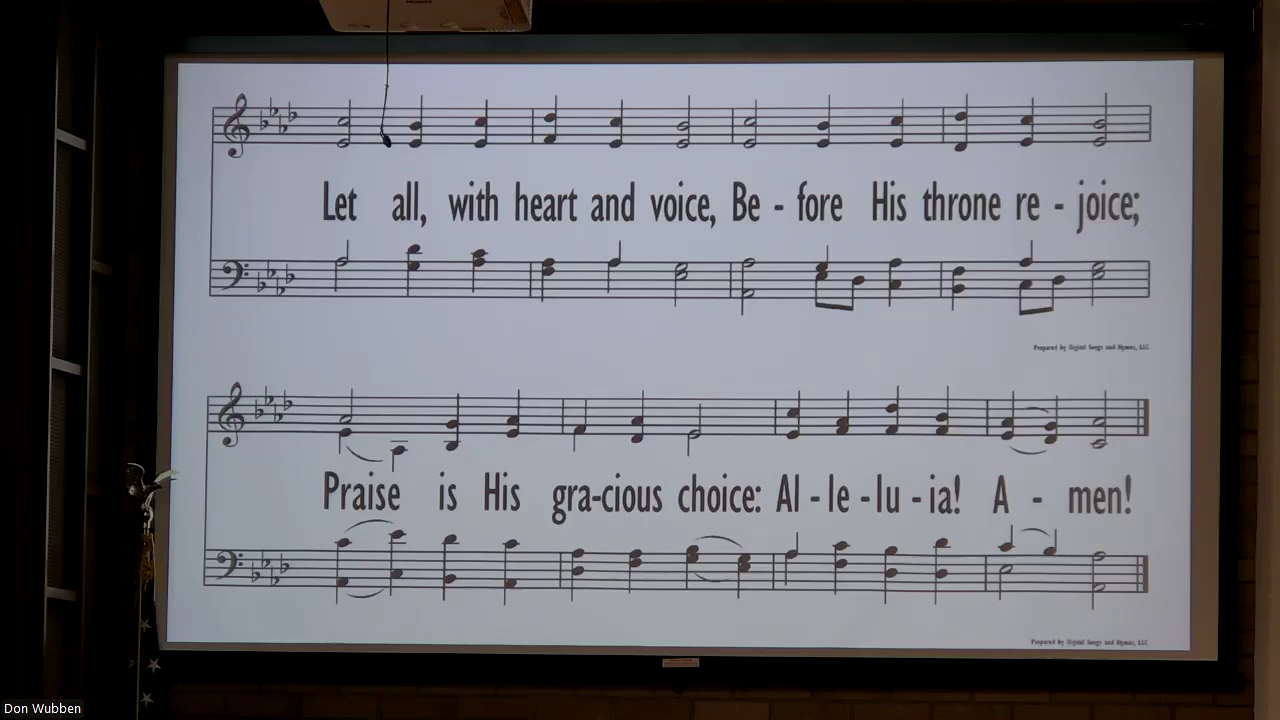 Let all, with heart and voice, Be - fore His throne re - joice;
Prepared by Digital Songs and Hymns, LLC
Praise is His gra-cious choice: Al - le - lu - ia! A - men!
Prepared by Digital Songs and Hymns, LLC
Don Wubben